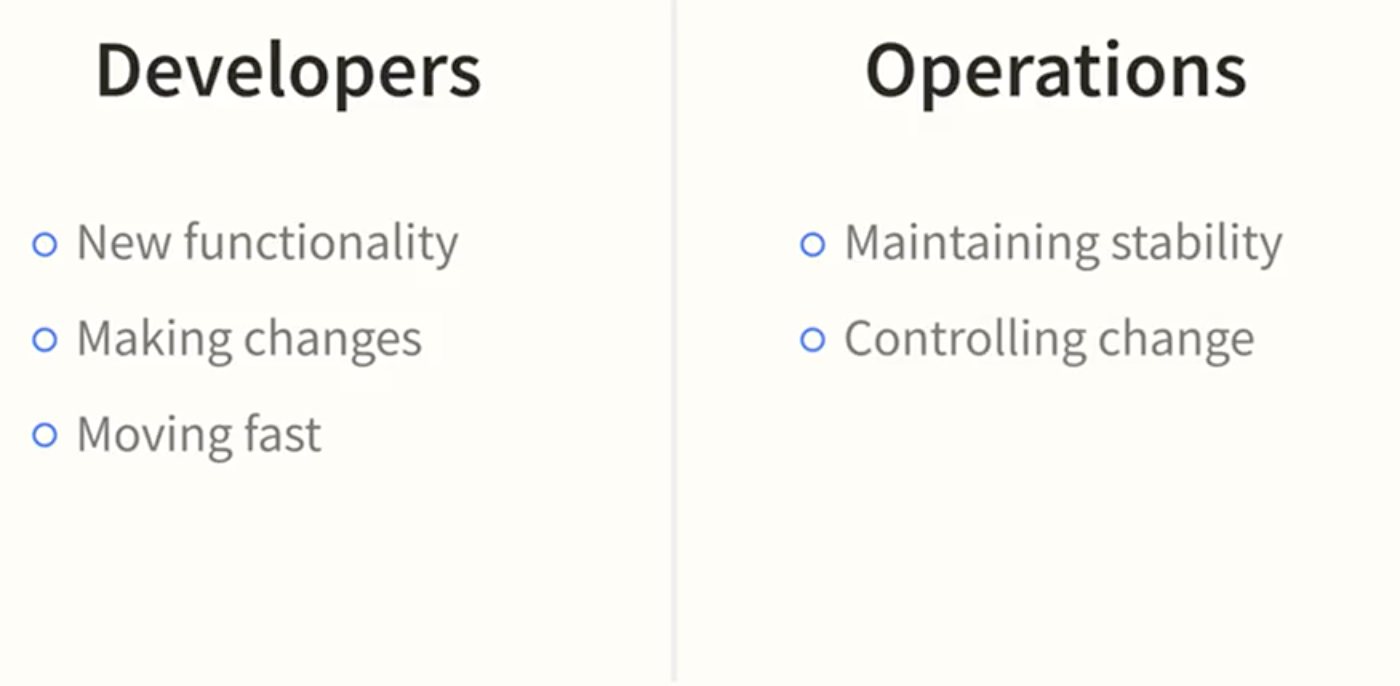 Developers
New functionality
Making changes
Moving fast
Operations
Maintaining stability
Controlling change